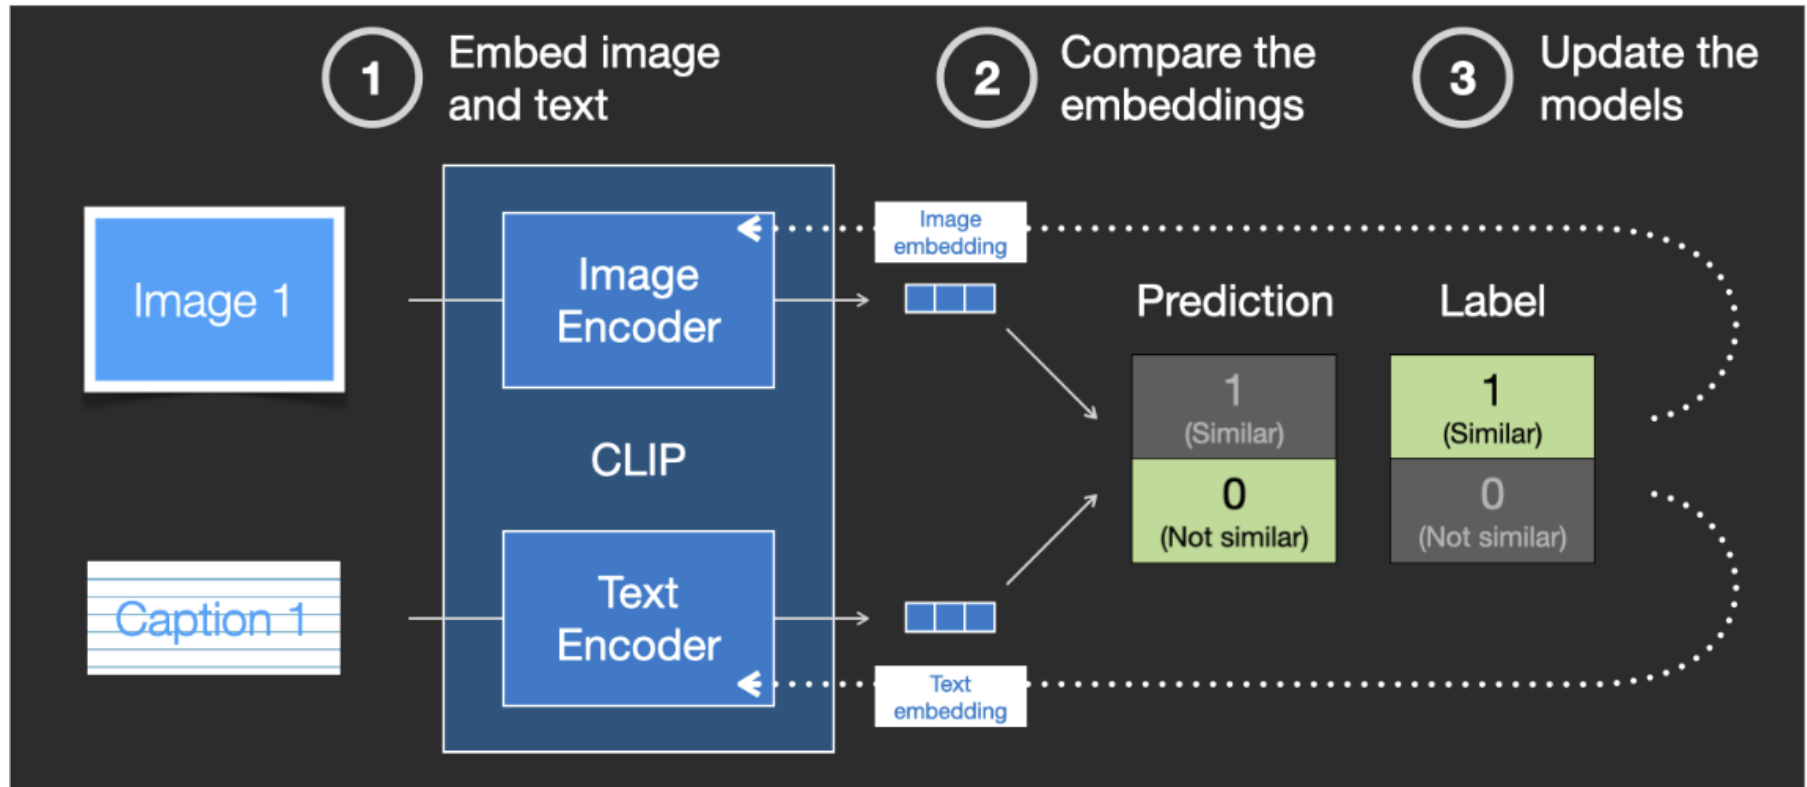 1
Embed image
and text
2
Compare the
embeddings
3
Update the
models
Image 1
Image
Encoder
Image
embedding
Prediction
Label
1
(Similar)
0
(Not similar)
1
(Similar)
0
(Not similar)
CLIP
Caption 1
Text
Encoder
Text
embedding